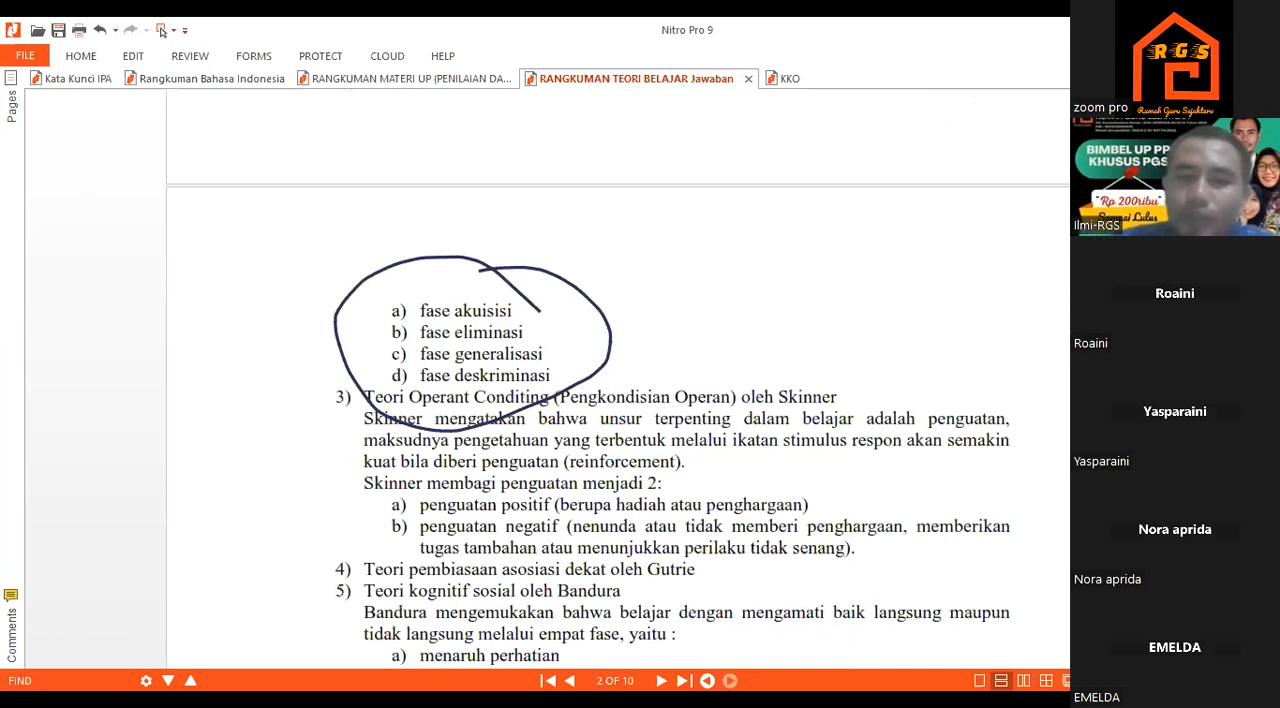 Nitro Pro 9
FILE HOME EDIT REVIEW FORMS PROTECT CLOUD HELP
Kata Kunci IPA Rangkuman Bahasa Indonesia RANGKUMAN MATERI UP (PENILAIAN DA... RANGKUMAN TEORI BELAJAR Jawaban KKO
Pages
a) fase akuisisi
b) fase eliminasi
c) fase generalisasi
d) fase deskriminasi
3) Teori Operant Conditing (Pengkondisian Operan) oleh Skinner
Skinner mengatakan bahwa unsur terpenting dalam belajar adalah penguatan,
maksudnya pengetahuan yang terbentuk melalui ikatan stimulus respon akan semakin
kuat bila diberi penguatan (reinforcement).
Skinner membagi penguatan menjadi 2:
a) penguatan positif (berupa hadiah atau penghargaan)
b) penguatan negatif (nenunda atau tidak memberi penghargaan, memberikan
tugas tambahan atau menunjukkan perilaku tidak senang).
4) Teori pembiasaan asosiasi dekat oleh Gutrie
5) Teori kognitif sosial oleh Bandura
Bandura mengemukakan bahwa belajar dengan mengamati baik langsung maupun
tidak langsung melalui empat fase, yaitu :
a) menaruh perhatian
Comments
FIND
2 OF 10
RGS
Rumah Guru Sejahtera
zoom pro
BIMBEL UP PP
KHUSUS PGS
"Rp 200ribu"
Sampai Lulus
Ilmi-RGS
Roaini
Roaini
Yasparaini
Yasparaini
Nora aprida
Nora aprida
EMELDA
EMELDA